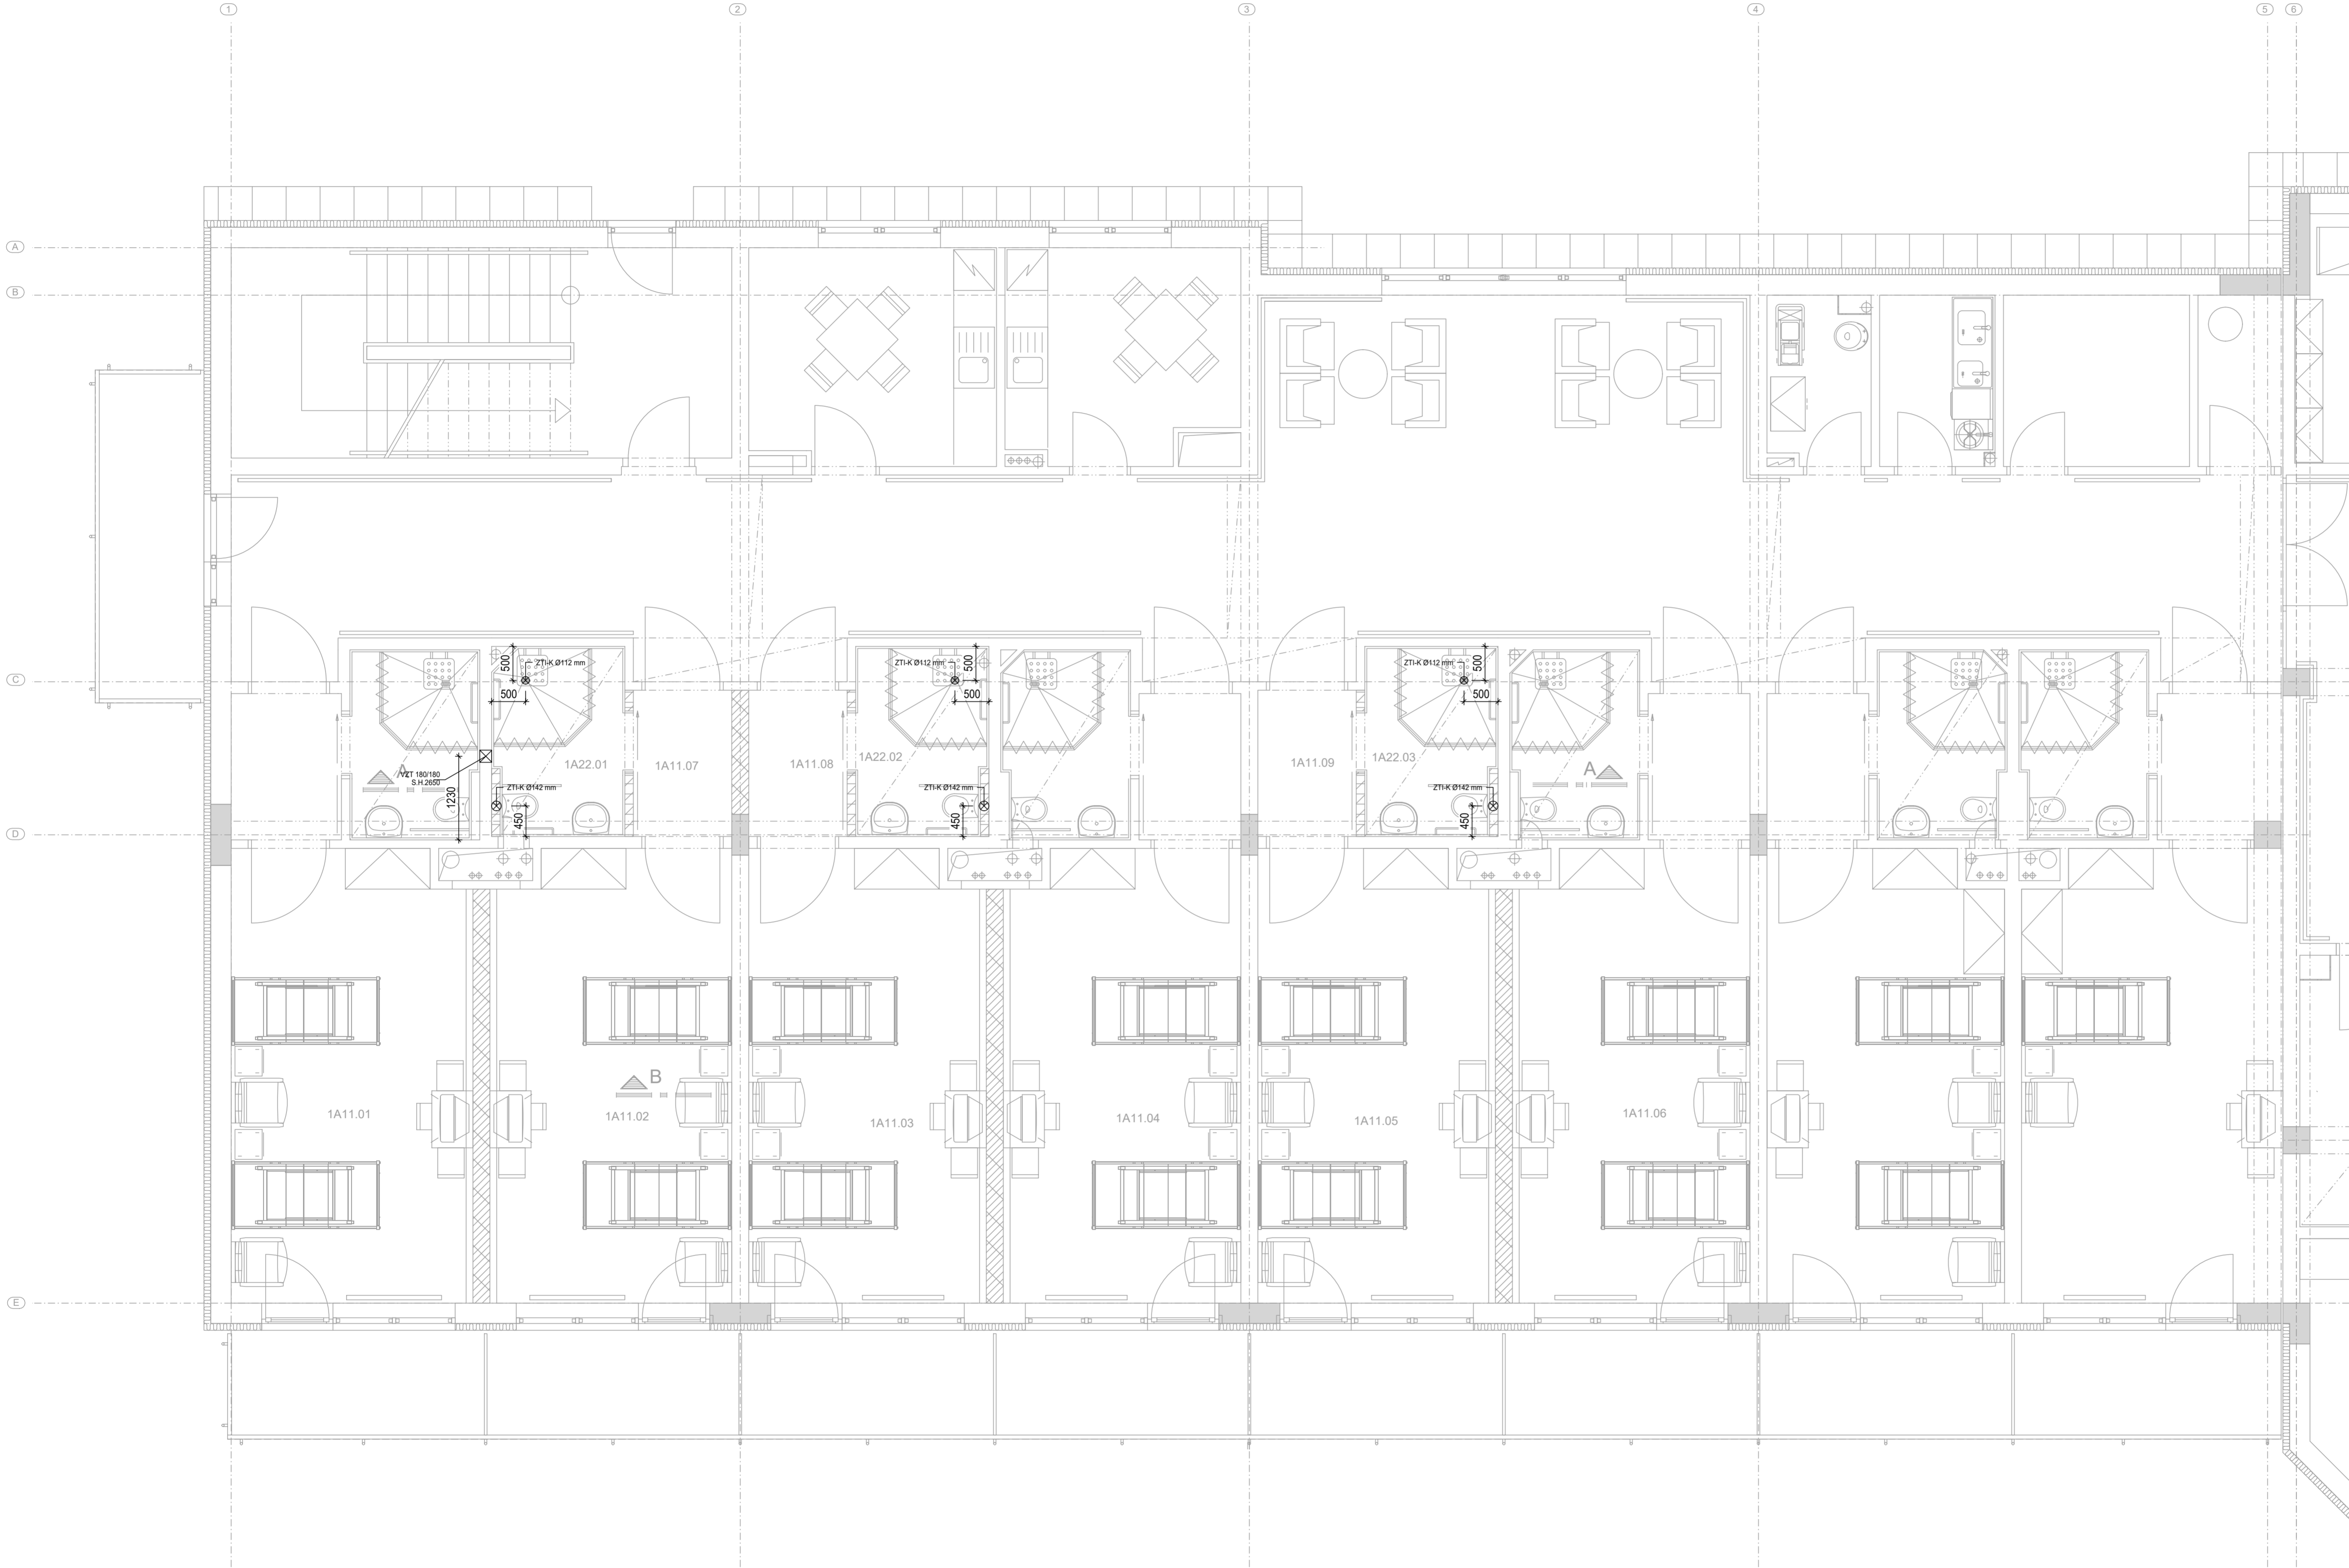 1
2
3
4
5
6
A
B
C
D
E
500
ZTI-K Ø112 mm
500
ZTI-K Ø112 mm
500
500
ZTI-K Ø112 mm
500
500
VZT 180/180
S.H.2650
A
1230
1A22.01
1A11.07
ZTI-K Ø142 mm
450
1A11.08
1A22.02
ZTI-K Ø142 mm
450
1A11.09
1A22.03
ZTI-K Ø142 mm
450
A
B
1A11.01
1A11.02
1A11.03
1A11.04
1A11.05
1A11.06